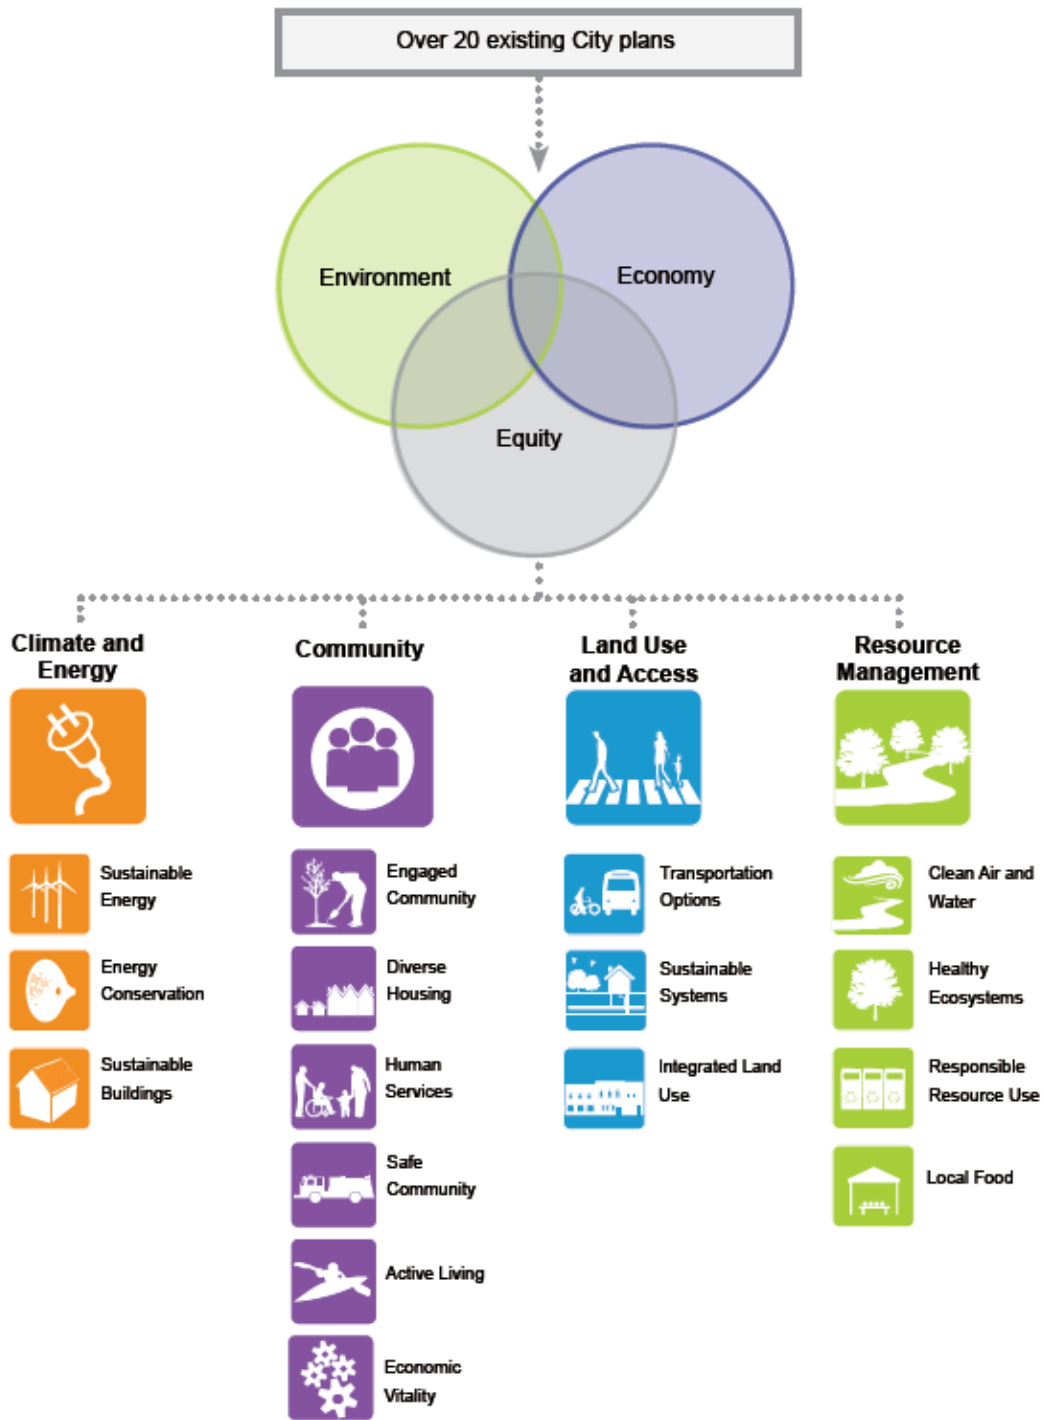 Over 20 existing City plans
Environment
Economy
Equity
Climate and
Energy
Community
Land Use
and Access
Resource
Management
Sustainable
Energy
Energy
Conservation
Sustainable
Buildings
Engaged
Community
Diverse
Housing
Human
Services
Safe
Community
Active Living
Economic
Vitality
Transportation
Options
Sustainable
Systems
Integrated Land
Use
Clean Air and
Water
Healthy
Ecosystems
Responsible
Resource Use
Local Food